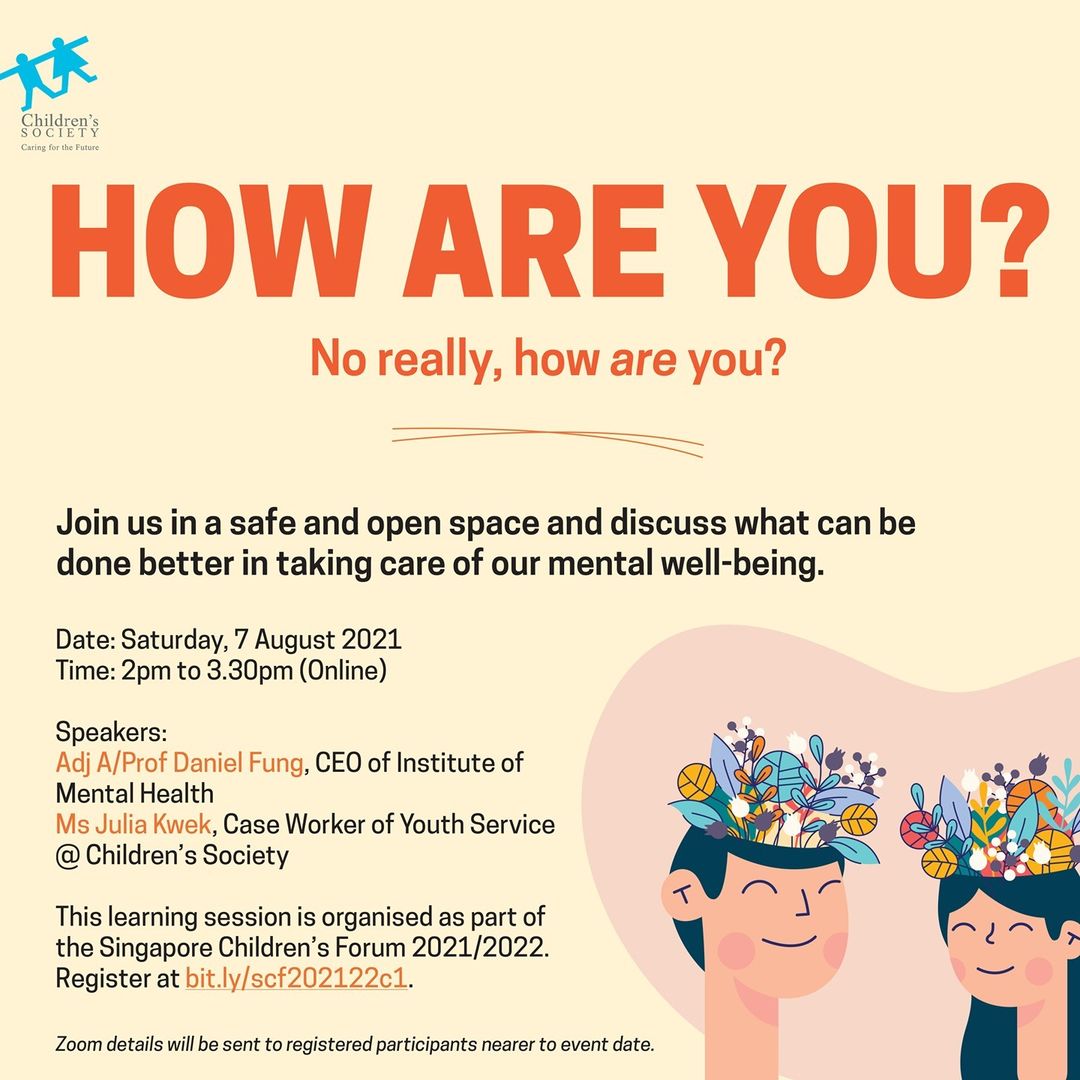 Children's
SOCIETY
Caring for the Future
HOW ARE YOU?
No really, how are you?
Join us in a safe and open space and discuss what can be
done better in taking care of our mental well-being.
Date: Saturday, 7 August 2021
Time: 2pm to 3.30pm (Online)
Speakers:
Adj A/Prof Daniel Fung, CEO of Institute of
Mental Health
Ms Julia Kwek, Case Worker of Youth Service
@ Children's Society
This learning session is organised as part of
the Singapore Children's Forum 2021/2022.
Register at bit.ly/scf202122c1.
Zoom details will be sent to registered participants nearer to event date.